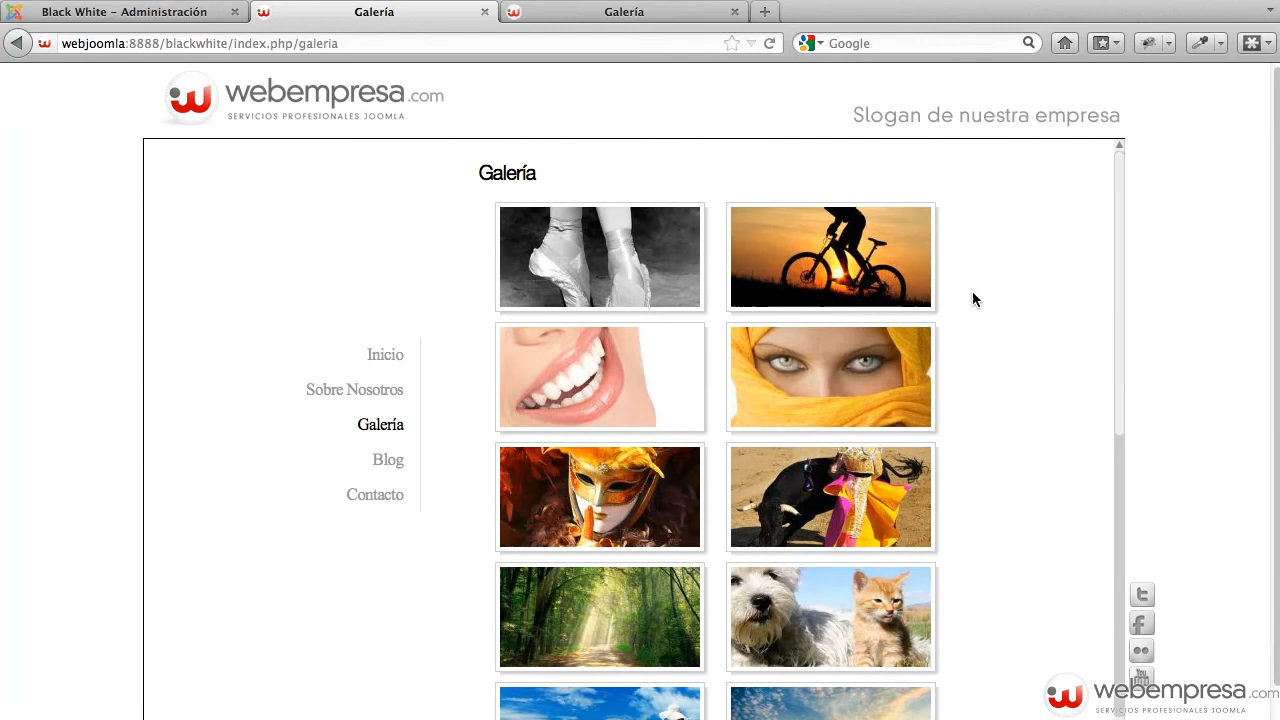 Black White - Administración
Galería
Galería
webjoomla:8888/blackwhite/index.php/galeria
Google
webempresa.com
SERVICIOS PROFESIONALES JOOMLA
Slogan de nuestra empresa
Galería
Inicio
Sobre Nosotros
Galería
Blog
Contacto
webempresa.com
SERVICIOS PROFESIONALES JOOMLA